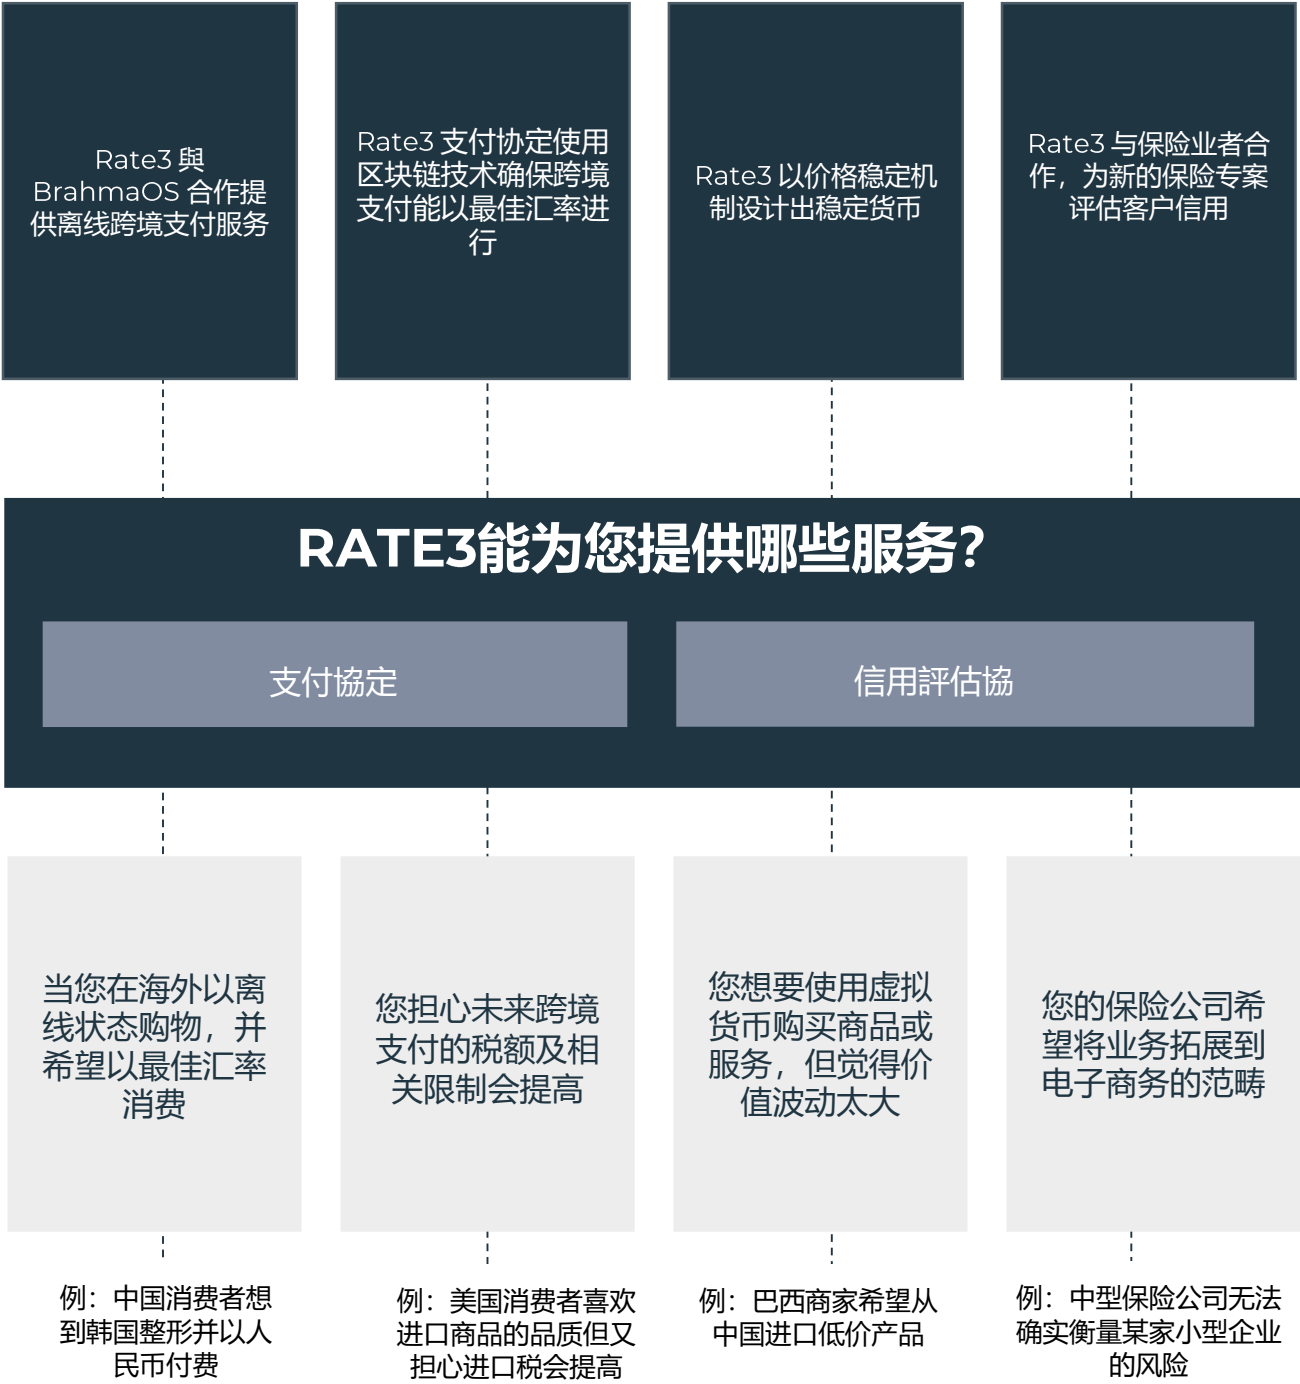 Rate3 與
BrahmaOS 合作提
供离线跨境支付服务
Rate3 支付协定使用
区块链技术确保跨境
支付能以最佳汇率进
行
Rate3 以价格稳定机
制设计出稳定货币
Rate3 与保险业者合
作，为新的保险专案
评估客户信用
RATE3能为您提供哪些服务？
支付協定
信用評估協
当您在海外以离
线状态购物，并
希望以最佳汇率
消费
您担心未来跨境
支付的税额及相
关限制会提高
您想要使用虚拟
货币购买商品或
服务，但觉得价
值波动太大
您的保险公司希
望将业务拓展到
电子商务的范畴
例：中国消费者想
到韩国整形并以人
民币付费
例：美国消费者喜欢
进口商品的品质但又
担心进口税会提高
例：巴西商家希望从
中国进口低价产品
例：中型保险公司无法
确实衡量某家小型企业
的风险